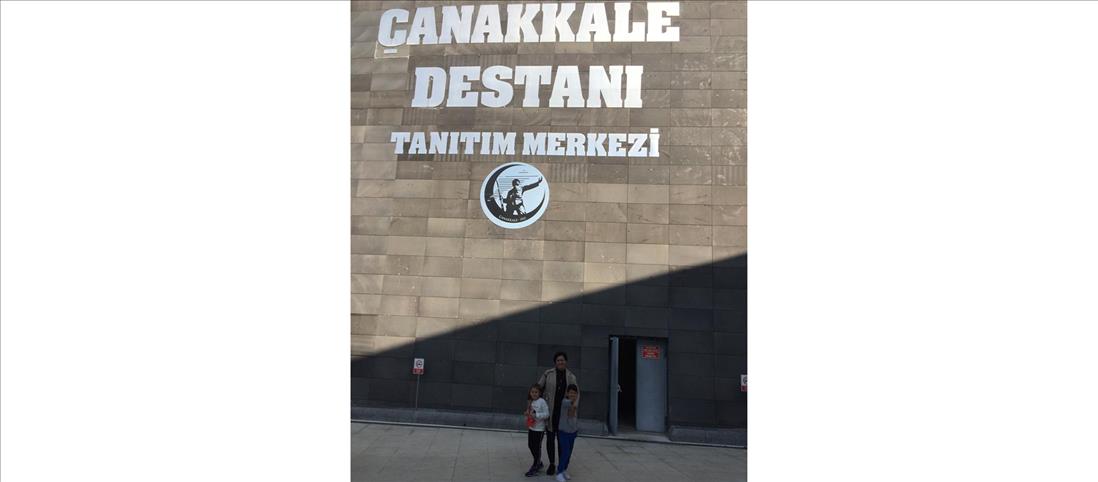 ÇANAKKALE
DESTANI
TANITIM MERKEZİ